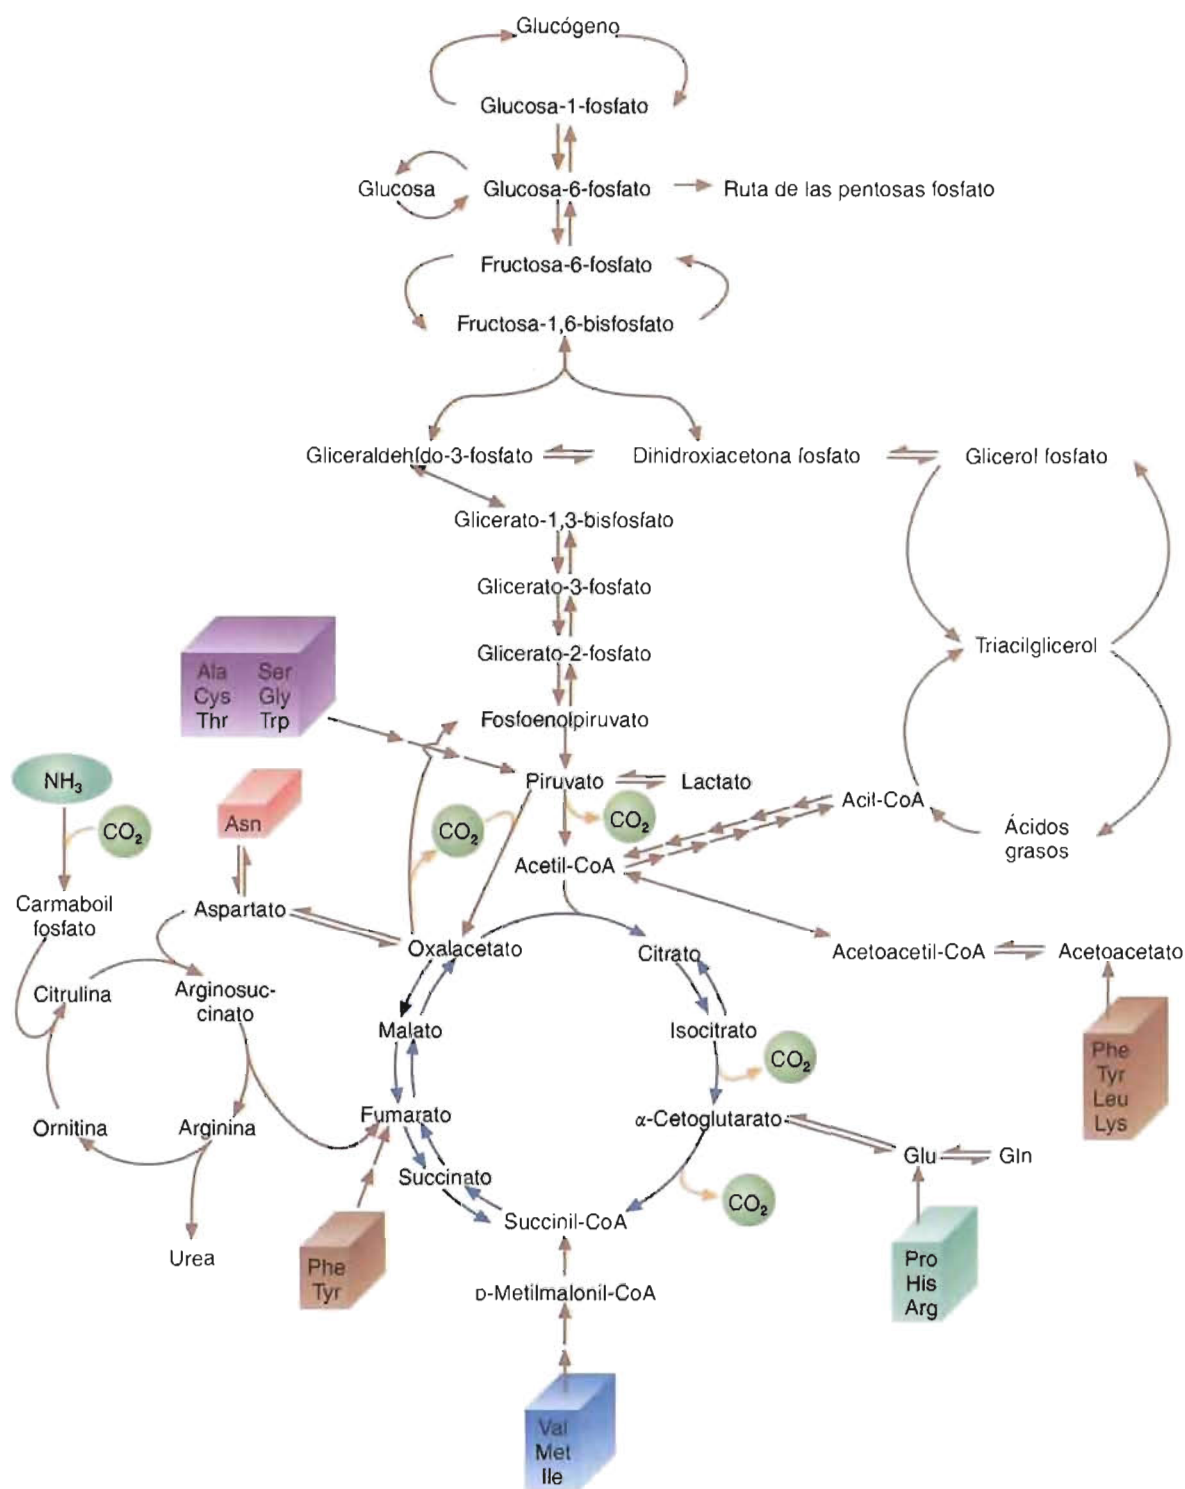 Glucógeno
Glucosa-1-fosfato
Glucosa
Glucosa-6-fosfato
Ruta de las pentosas fosfato
Fructosa-6-fosfato
Fructosa-1,6-bisfosfato
Gliceraldehído-3-fosfato
Dihidroxiacetona fosfato
Glicerol fosfato
Glicerato-1,3-bisfosfato
Glicerato-3-fosfato
Glicerato-2-fosfato
Triacilglicerol
Ala Ser
Cys Gly
Thr Trp
Fosfoenolpiruvato
Piruvato
Lactato
NH₃
CO₂
Asn
CO₂
CO₂
Acil-CoA
Ácidos
grasos
Acetil-CoA
Carmaboil
fosfato
Aspartato
Oxalacetato
Citrato
Acetoacetil-CoA
Acetoacetato
Citrulina
Arginosuc-
cinato
Malato
Isocitrato
CO₂
Phe
Tyr
Leu
Lys
Ornitina
Arginina
Fumarato
α-Cetoglutarato
Glu
Gln
Succinato
CO₂
Succinil-CoA
Urea
Phe
Tyr
Pro
His
Arg
D-Metilmalonil-CoA
Val
Met
Ile